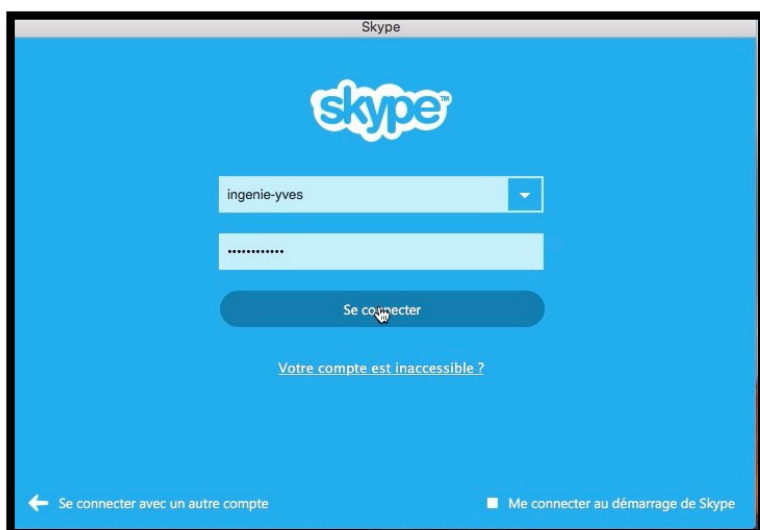 Skype
skype™
ingenie-yves
••••••••••••
Se connecter
Votre compte est inaccessible ?
Se connecter avec un autre compte
Me connecter au démarrage de Skype